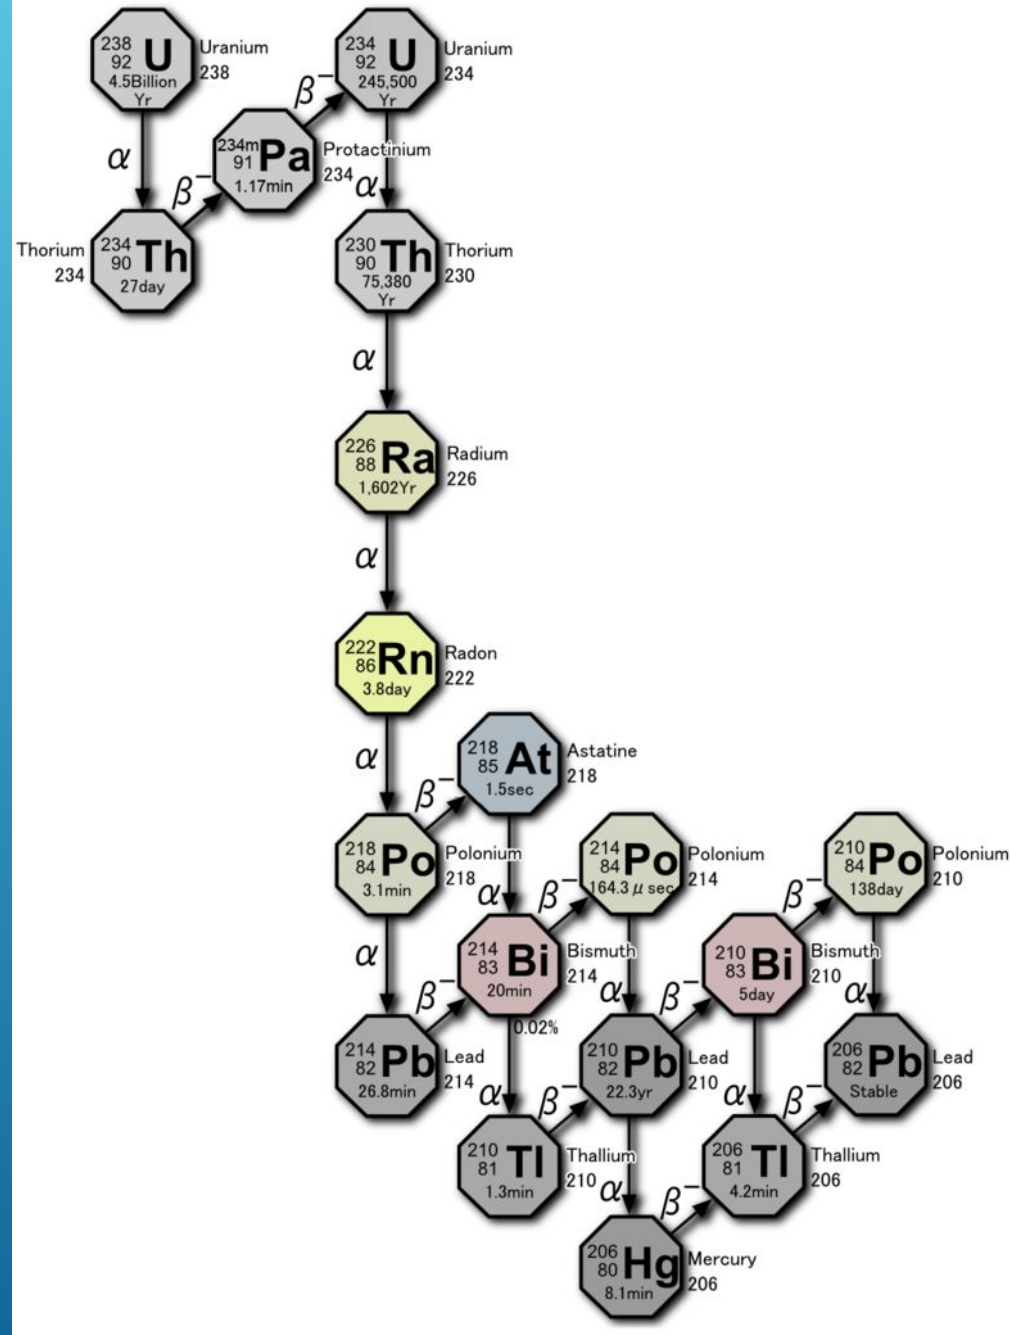 238
92 U
4.5Billion
Yr
Uranium
238
α
234
90 Th
27day
Thorium
234
β−
234m
91 Pa
1.17min
Protactinium
234
β−
234
92 U
245,500
Yr
Uranium
234
α
230
90 Th
75,380
Yr
Thorium
230
α
226
88 Ra
1,602Yr
Radium
226
α
222
86 Rn
3.8day
Radon
222
α
218
84 Po
3.1min
Polonium
218
β−
218
85 At
1.5sec
Astatine
218
α
α
214
82 Pb
26.8min
Lead
214
β−
214
83 Bi
20min
Bismuth
214
0.02%
β−
214
84 Po
164.3 μ sec
Polonium
214
α
α
210
81 Tl
1.3min
Thallium
210
β−
210
82 Pb
22.3yr
Lead
210
β−
210
83 Bi
5day
Bismuth
210
β−
210
84 Po
138day
Polonium
210
α
206
82 Pb
Stable
Lead
206
α
α
206
80 Hg
8.1min
Mercury
206
β−
206
81 Tl
4.2min
Thallium
206
β−